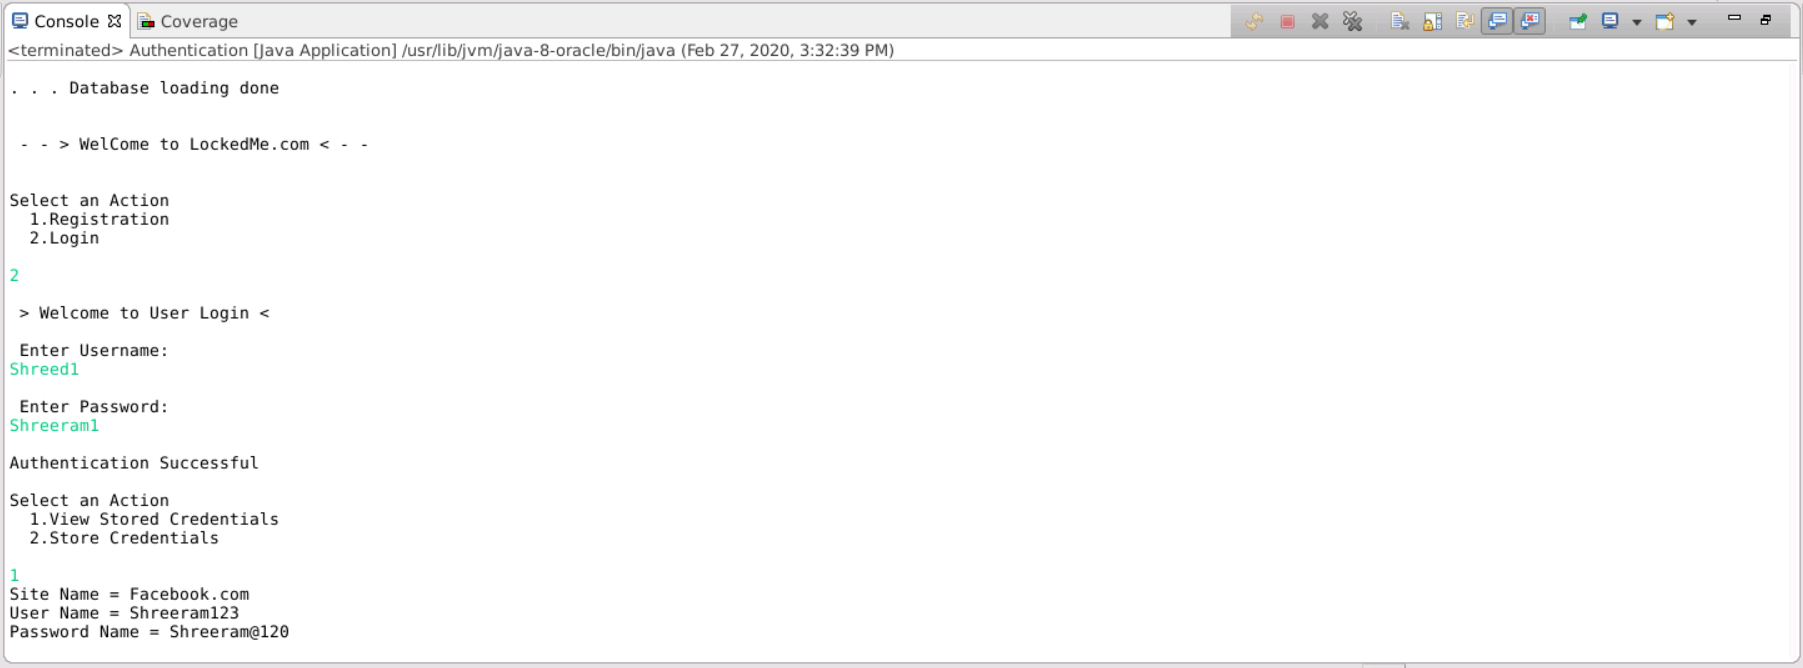 Console Coverage
<terminated> Authentication [Java Application] /usr/lib/jvm/java-8-oracle/bin/java (Feb 27, 2020, 3:32:39 PM)
. . . Database loading done
- - > WelCome to LockedMe.com < - -
Select an Action
1.Registration
2.Login
2
> Welcome to User Login <
Enter Username:
Shreed1
Enter Password:
Shreeram1
Authentication Successful
Select an Action
1.View Stored Credentials
2.Store Credentials
1
Site Name = Facebook.com
User Name = Shreeram123
Password Name = Shreeram@120